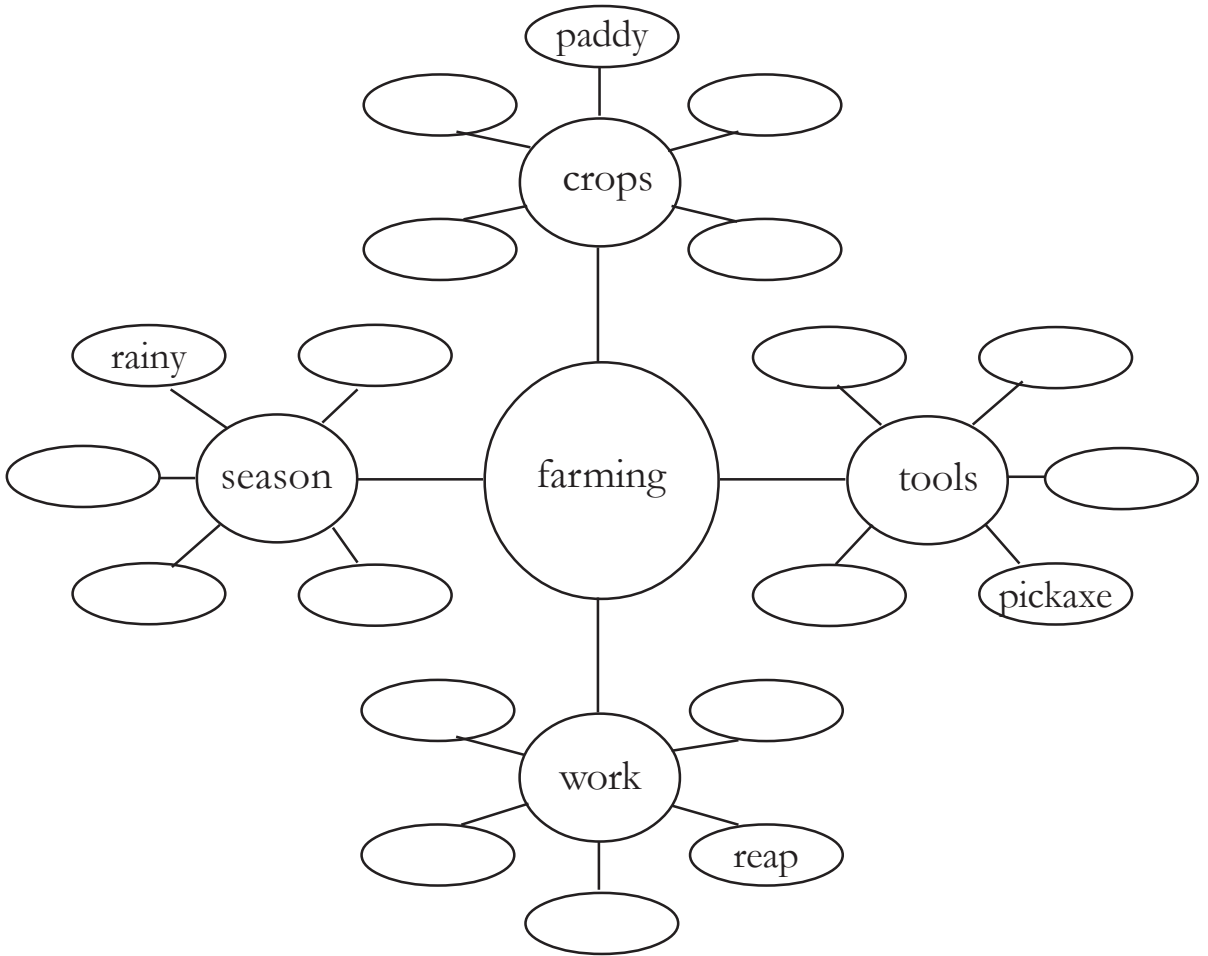 paddy
crops
rainy
season
farming
tools
pickaxe
work
reap